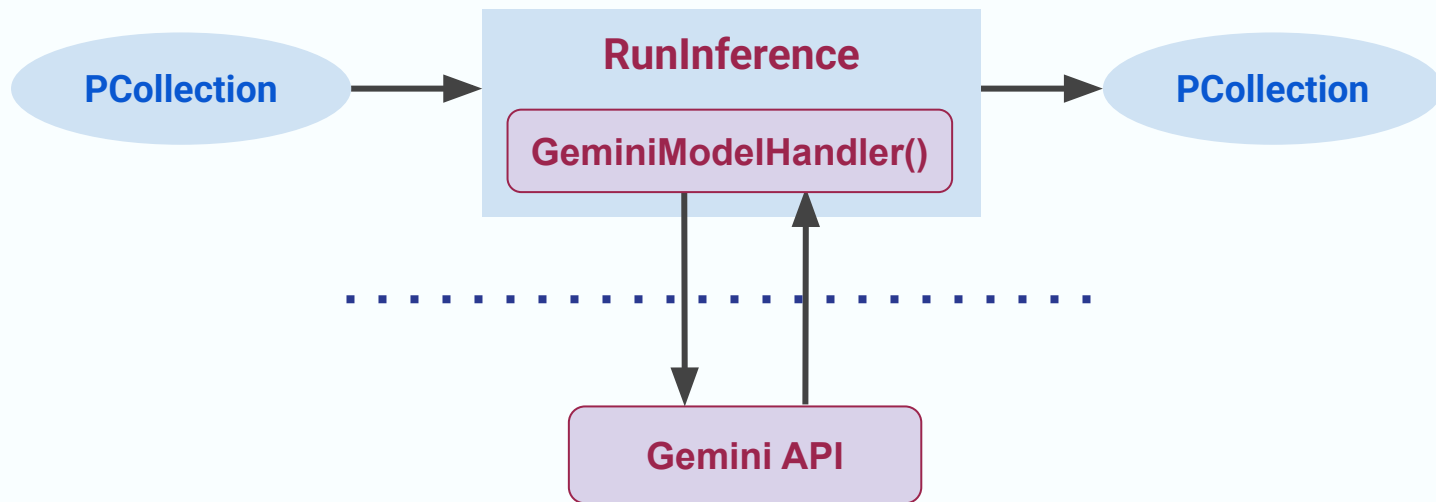 PCollection
RunInference
GeminiModelHandler()
PCollection
Gemini API